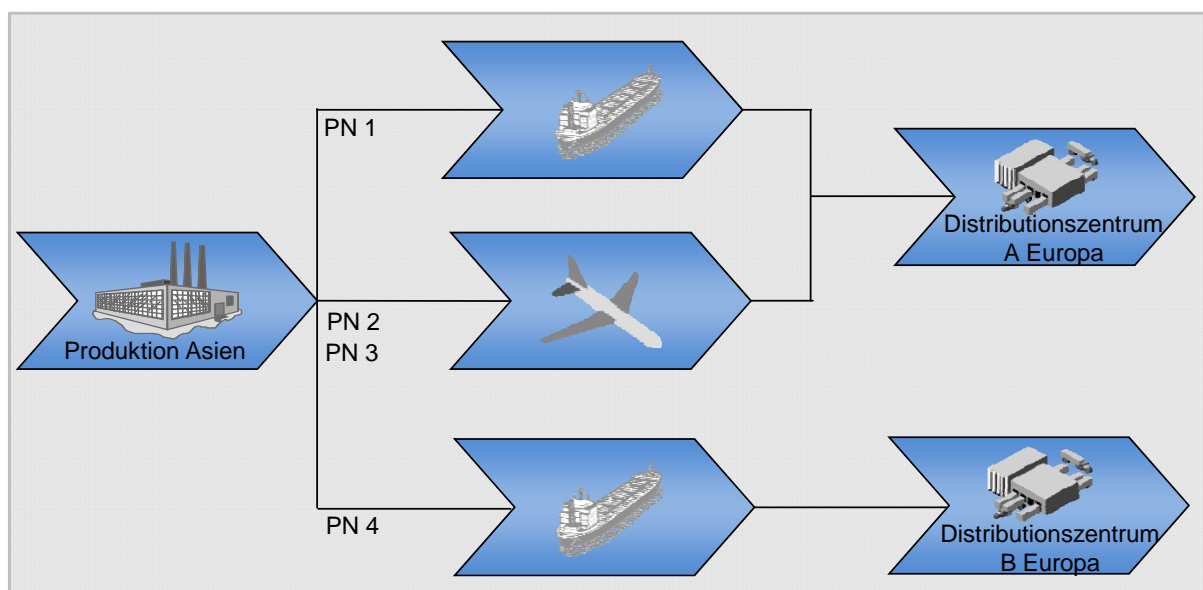 PN 1
Distributionszentrum
A Europa
Produktion Asien
PN 2
PN 3
PN 4
Distributionszentrum
B Europa